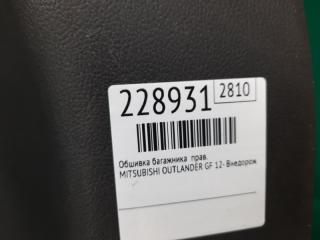 228931 2810
Обшивка багажника прав.
MITSUBISHI OUTLANDER GF 12- Внедорож